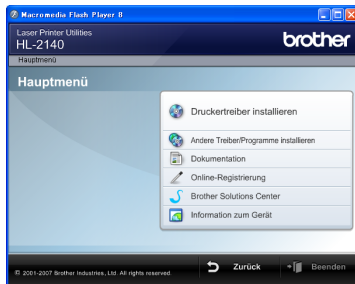 Macromedia Flash Player 8
Laser Printer Utilities
HL-2140
brother
Hauptmenü
Hauptmenü
Druckertreiber installieren
Andere Treiber/Programme installieren
Dokumentation
Online-Registrierung
Brother Solutions Center
Information zum Gerät
© 2001-2007 Brother Industries, Ltd. All rights reserved
Zurück
Beenden